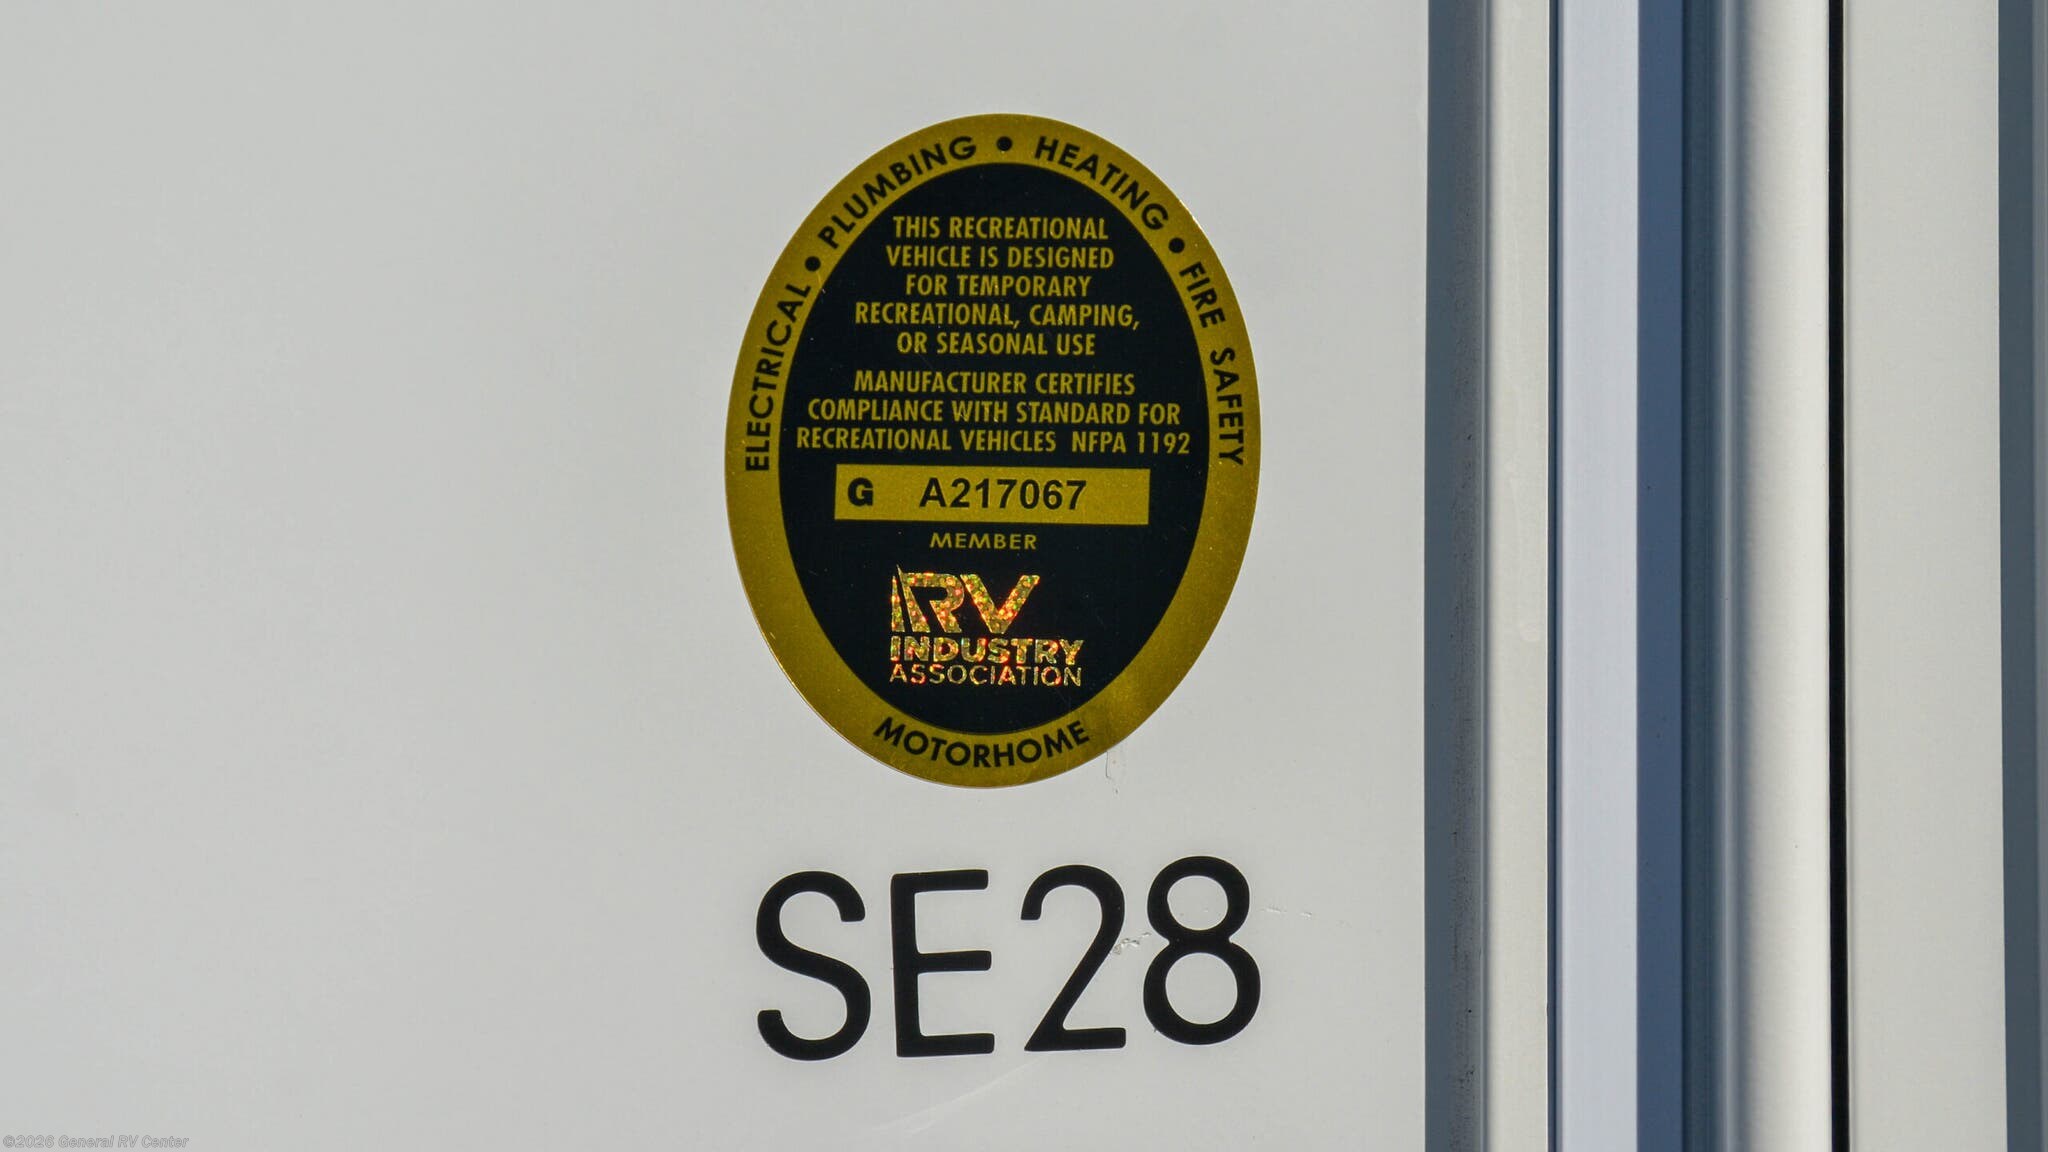 ELECTRICAL • PLUMBING • HEATING • FIRE SAFETY
THIS RECREATIONAL
VEHICLE IS DESIGNED
FOR TEMPORARY
RECREATIONAL, CAMPING,
OR SEASONAL USE
MANUFACTURER CERTIFIES
COMPLIANCE WITH STANDARD FOR
RECREATIONAL VEHICLES NFPA 1192
G A217067
MEMBER
RV
INDUSTRY
ASSOCIATION
MOTORHOME
SE28
©2026 General RV Center